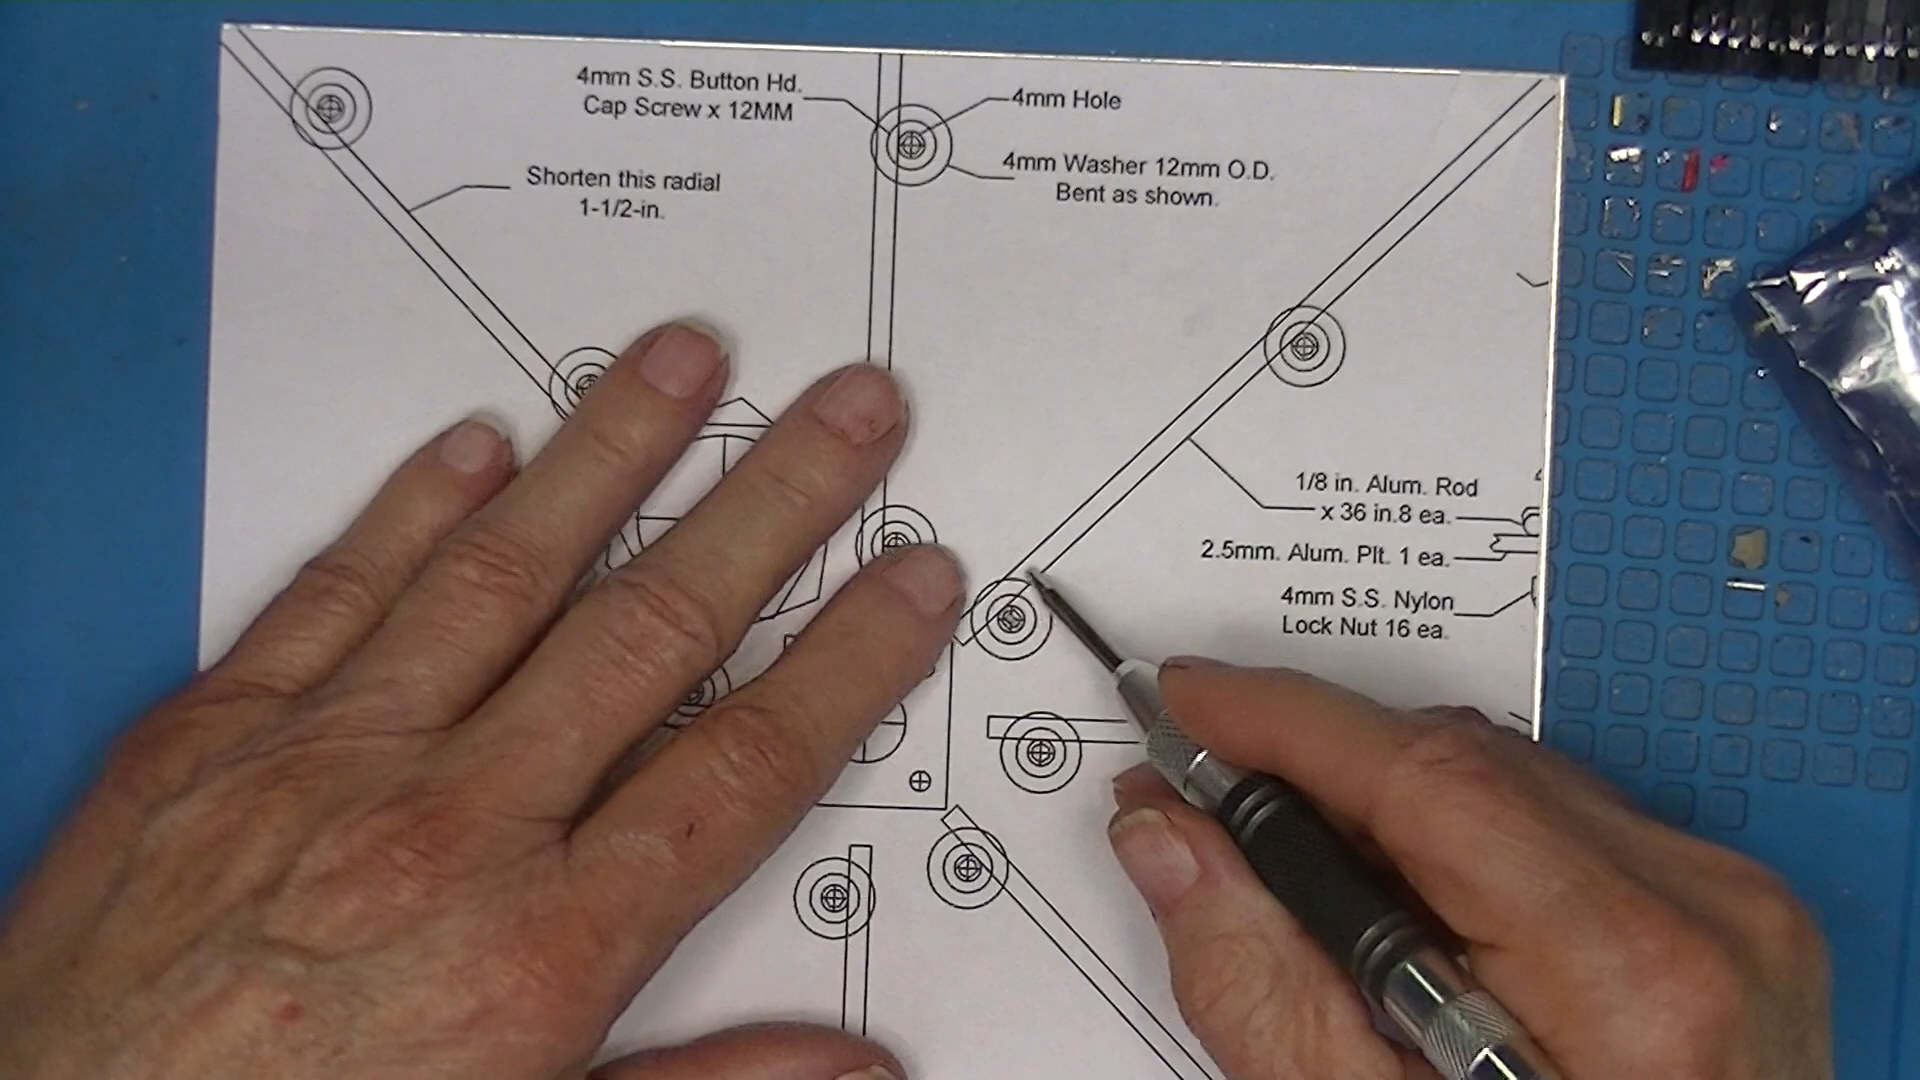 4mm S.S. Button Hd.
Cap Screw x 12MM
4mm Hole
4mm Washer 12mm O.D.
Bent as shown.
Shorten this radial
1-1/2-in.
1/8 in. Alum. Rod
x 36 in.8 ea.
2.5mm. Alum. Plt. 1 ea.
4mm S.S. Nylon
Lock Nut 16 ea.